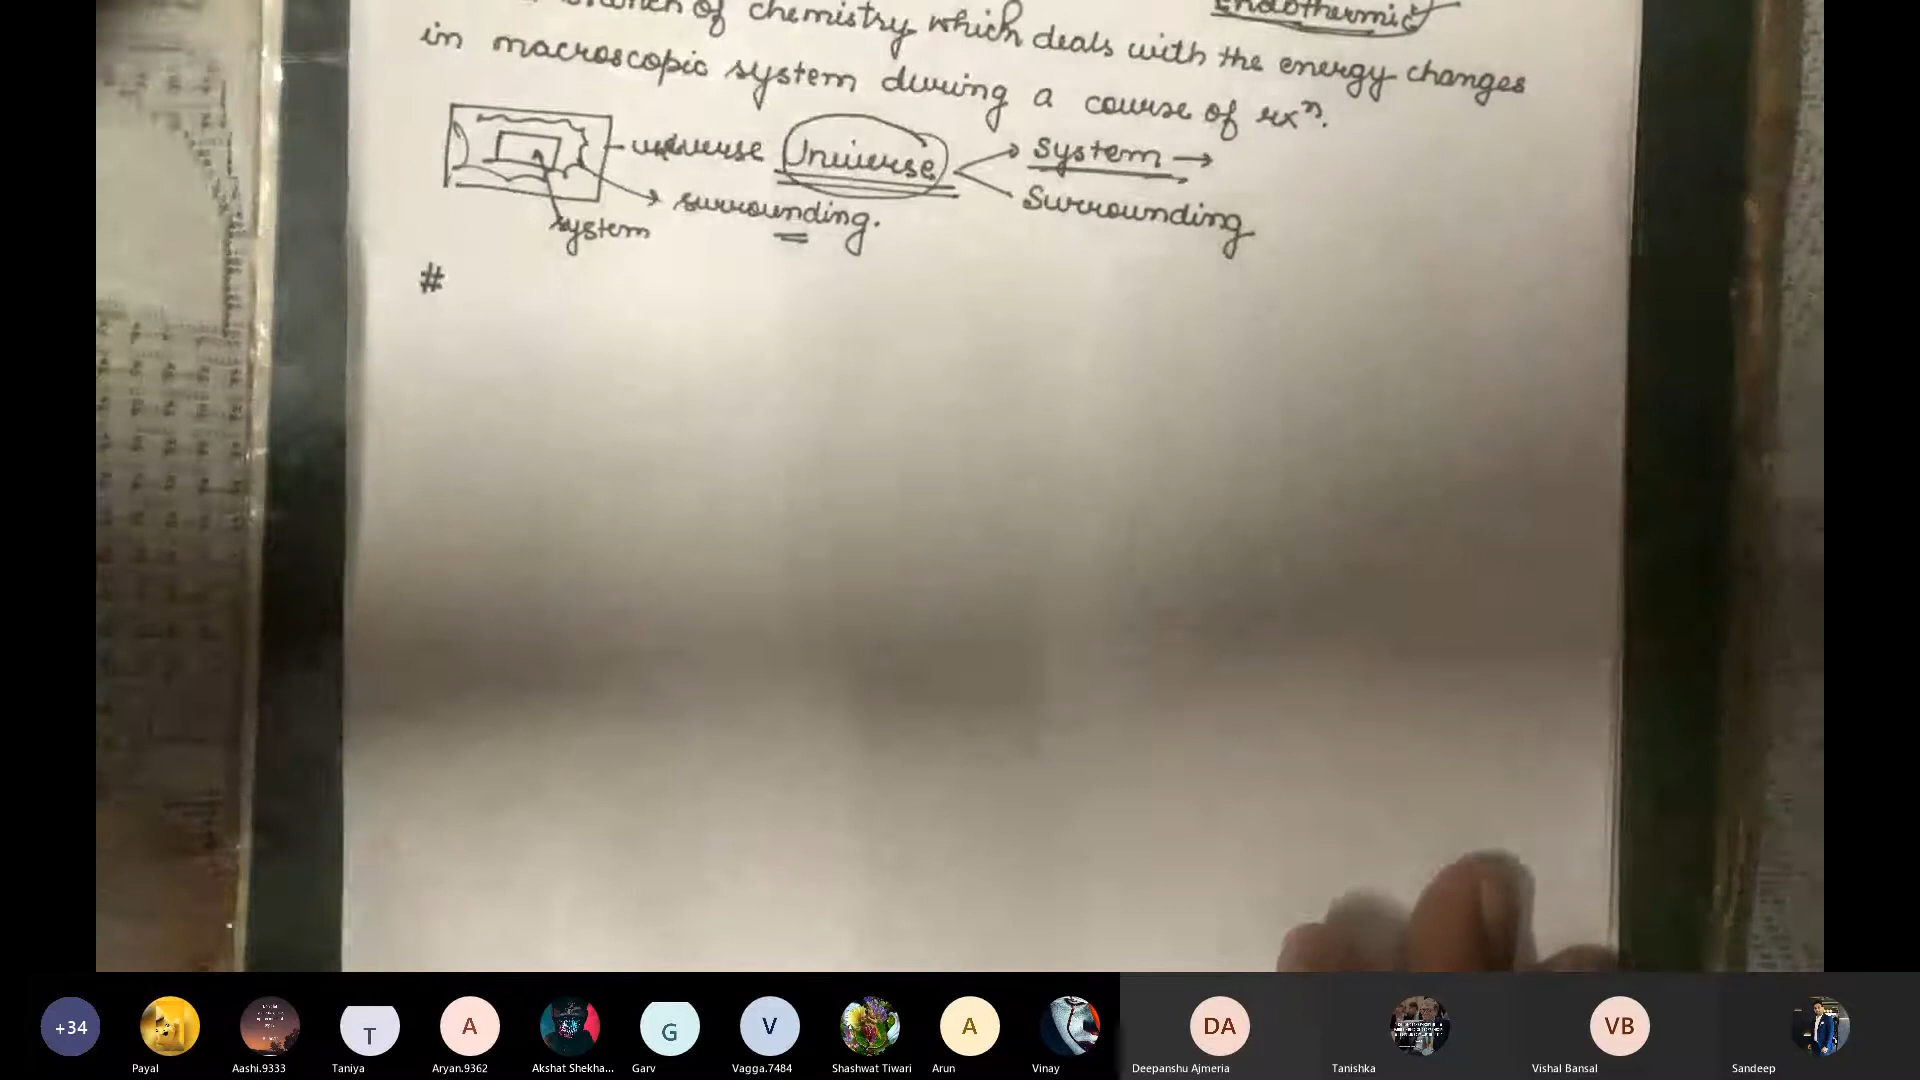 of chemistry which deals with the energy changes
Endothermic
in macroscopic system during a course of rxⁿ.
universe
Universe
System →
surrounding.
Surrounding
system
#
+34
Payal
Aashi.9333
T
Taniya
A
Aryan.9362
Akshat Shekha...
G
Garv
V
Vagga.7484
Shashwat Tiwari
A
Arun
Vinay
DA
Deepanshu Ajmeria
Tanishka
VB
Vishal Bansal
Sandeep